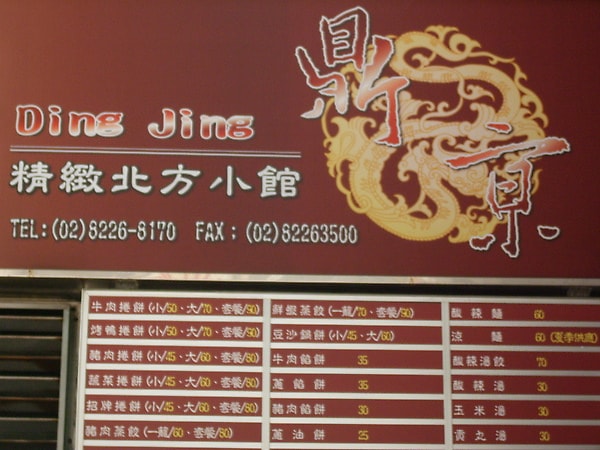 鼎京
Ding Jing
精緻北方小館
TEL:(02)8226-8170 FAX：(02)82263500
牛肉捲餅(小/50、大/70、套餐/90)
烤鴨捲餅(小/50、大/70、套餐/90)
豬肉捲餅(小/45、大/60、套餐/80)
蔬菜捲餅(小/45、大/60、套餐/80)
招牌捲餅(小/45、大/60、套餐/80)
豬肉蒸餃(一籠/60、套餐/80)
鮮蝦蒸餃(一籠/70、套餐/90)
豆沙鍋餅(小/45、大/60)
牛肉餡餅 35
蔥餡餅 35
豬肉餡餅 30
蔥油餅 25
酸辣麵 60
涼麵 60(夏季供應)
酸辣湯餃 70
酸辣湯 30
玉米湯 30
貢丸湯 30